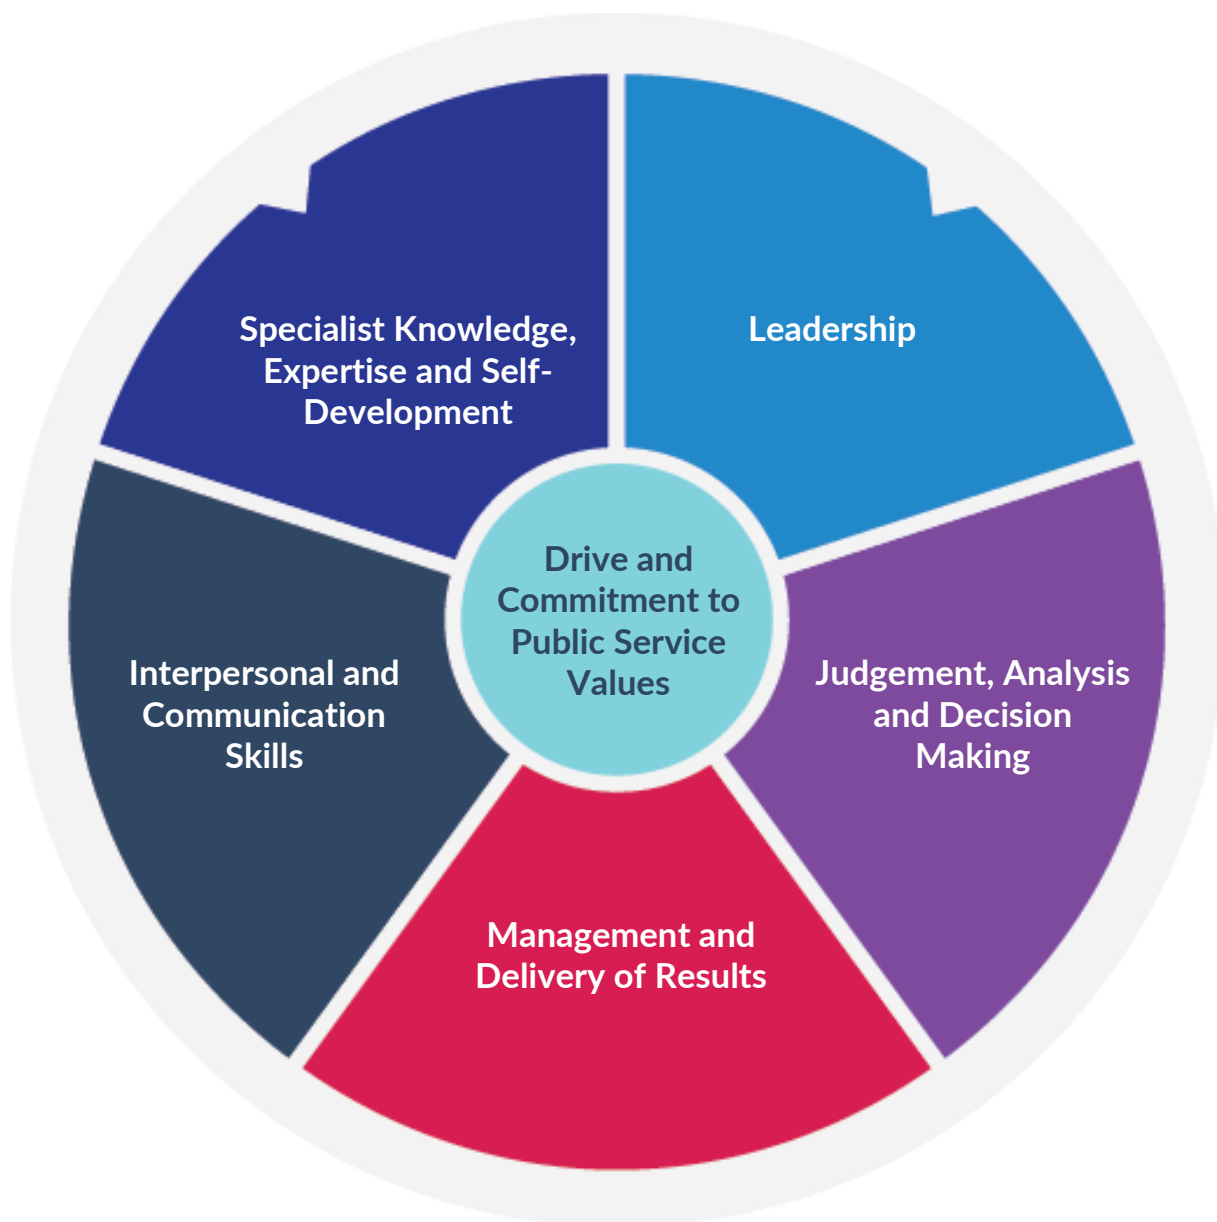 Specialist Knowledge,
Expertise and Self-
Development
Leadership
Drive and
Commitment to
Public Service
Values
Interpersonal and
Communication
Skills
Judgement, Analysis
and Decision
Making
Management and
Delivery of Results